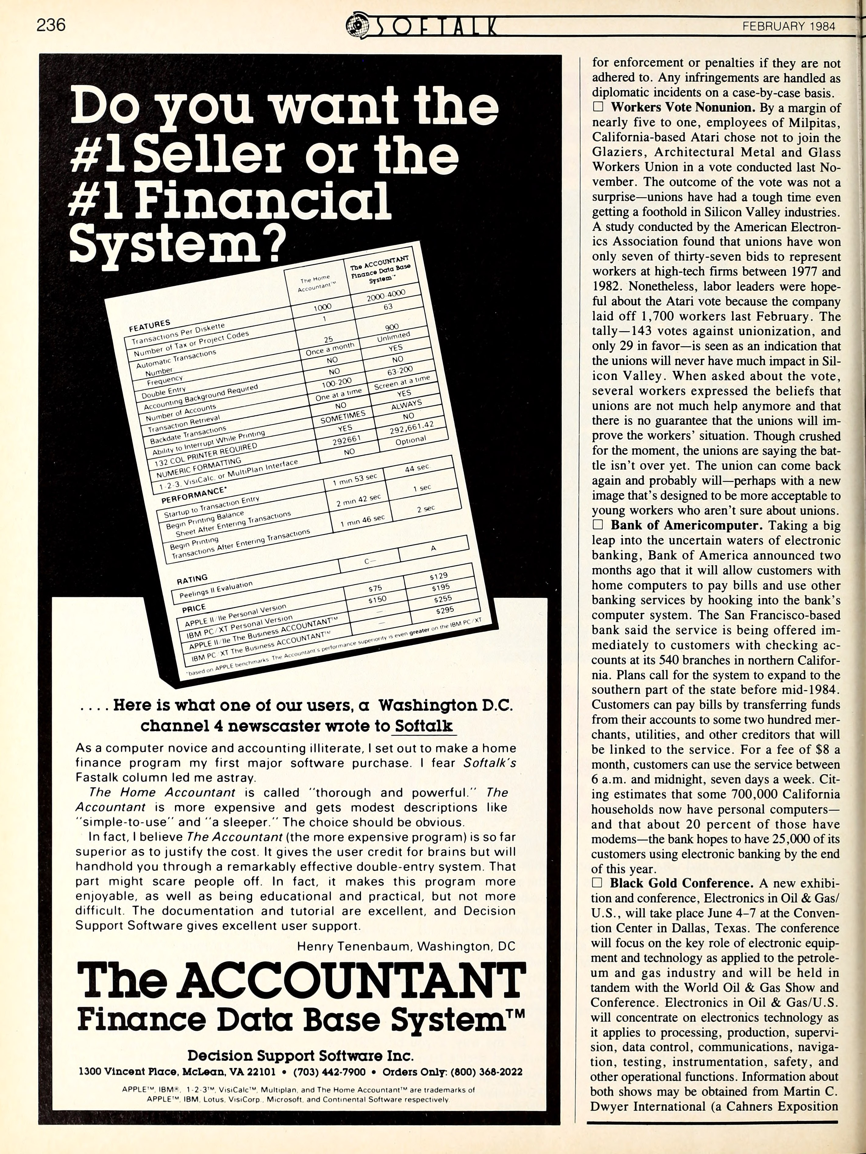 236
SOFTALK
FEBRUARY 1984
Do you want the
#1 Seller or the
#1 Financial
System?
The Home Accountant™
The ACCOUNTANT Finance Data Base System™
FEATURES
Transactions Per Diskette 1000 2000-4000
Number of Tax or Project Codes 1 63
Automatic Transactions
Number 25 900
Frequency Once a month Unlimited
Double Entry NO YES
Accounting Background Required NO NO
Number of Accounts 100-200 63-200
Transaction Retrieval One at a time Screen at a time
Backdate Transactions NO YES
Ability to Interrupt While Printing SOMETIMES ALWAYS
132 COL PRINTER REQUIRED YES NO
NUMERIC FORMATTING 292661 292,661.42
1-2-3, VisiCalc, or MultiPlan Interface NO Optional
PERFORMANCE*
Startup to Transaction Entry 1 min 53 sec 44 sec
Begin Printing Balance
Sheet After Entering Transactions 2 min 42 sec 1 sec
Begin Printing
Transactions After Entering Transactions 1 min 46 sec 2 sec
RATING
Peelings II Evaluation C− A
PRICE
APPLE II/IIe Personal Version $75 $129
IBM PC/XT Personal Version $150 $195
APPLE II/IIe The Business ACCOUNTANT™ — $255
IBM PC/XT The Business ACCOUNTANT™ — $295
*based on APPLE benchmarks. The Accountant's performance superiority is even greater on the IBM PC/XT
. . . . Here is what one of our users, a Washington D.C.
channel 4 newscaster wrote to Softalk
As a computer novice and accounting illiterate, I set out to make a home
finance program my first major software purchase. I fear Softalk's
Fastalk column led me astray.
The Home Accountant is called "thorough and powerful." The
Accountant is more expensive and gets modest descriptions like
"simple-to-use" and "a sleeper." The choice should be obvious.
In fact, I believe The Accountant (the more expensive program) is so far
superior as to justify the cost. It gives the user credit for brains but will
handhold you through a remarkably effective double-entry system. That
part might scare people off. In fact, it makes this program more
enjoyable, as well as being educational and practical, but not more
difficult. The documentation and tutorial are excellent, and Decision
Support Software gives excellent user support.
Henry Tenenbaum, Washington, DC
The ACCOUNTANT
Finance Data Base System™
Decision Support Software Inc.
1300 Vincent Place, McLean, VA 22101 • (703) 442-7900 • Orders Only: (800) 368-2022
APPLE™, IBM®, 1-2-3™, VisiCalc™, Multiplan, and The Home Accountant™ are trademarks of
APPLE™, IBM, Lotus, VisiCorp, Microsoft, and Continental Software respectively
for enforcement or penalties if they are not
adhered to. Any infringements are handled as
diplomatic incidents on a case-by-case basis.
□ Workers Vote Nonunion. By a margin of
nearly five to one, employees of Milpitas,
California-based Atari chose not to join the
Glaziers, Architectural Metal and Glass
Workers Union in a vote conducted last No-
vember. The outcome of the vote was not a
surprise—unions have had a tough time even
getting a foothold in Silicon Valley industries.
A study conducted by the American Electron-
ics Association found that unions have won
only seven of thirty-seven bids to represent
workers at high-tech firms between 1977 and
1982. Nonetheless, labor leaders were hope-
ful about the Atari vote because the company
laid off 1,700 workers last February. The
tally—143 votes against unionization, and
only 29 in favor—is seen as an indication that
the unions will never have much impact in Sil-
icon Valley. When asked about the vote,
several workers expressed the beliefs that
unions are not much help anymore and that
there is no guarantee that the unions will im-
prove the workers' situation. Though crushed
for the moment, the unions are saying the bat-
tle isn't over yet. The union can come back
again and probably will—perhaps with a new
image that's designed to be more acceptable to
young workers who aren't sure about unions.
□ Bank of Americomputer. Taking a big
leap into the uncertain waters of electronic
banking, Bank of America announced two
months ago that it will allow customers with
home computers to pay bills and use other
banking services by hooking into the bank's
computer system. The San Francisco-based
bank said the service is being offered im-
mediately to customers with checking ac-
counts at its 540 branches in northern Califor-
nia. Plans call for the system to expand to the
southern part of the state before mid-1984.
Customers can pay bills by transferring funds
from their accounts to some two hundred mer-
chants, utilities, and other creditors that will
be linked to the service. For a fee of $8 a
month, customers can use the service between
6 a.m. and midnight, seven days a week. Cit-
ing estimates that some 700,000 California
households now have personal computers—
and that about 20 percent of those have
modems—the bank hopes to have 25,000 of its
customers using electronic banking by the end
of this year.
□ Black Gold Conference. A new exhibi-
tion and conference, Electronics in Oil & Gas/
U.S., will take place June 4–7 at the Conven-
tion Center in Dallas, Texas. The conference
will focus on the key role of electronic equip-
ment and technology as applied to the petrole-
um and gas industry and will be held in
tandem with the World Oil & Gas Show and
Conference. Electronics in Oil & Gas/U.S.
will concentrate on electronics technology as
it applies to processing, production, supervi-
sion, data control, communications, naviga-
tion, testing, instrumentation, safety, and
other operational functions. Information about
both shows may be obtained from Martin C.
Dwyer International (a Cahners Exposition